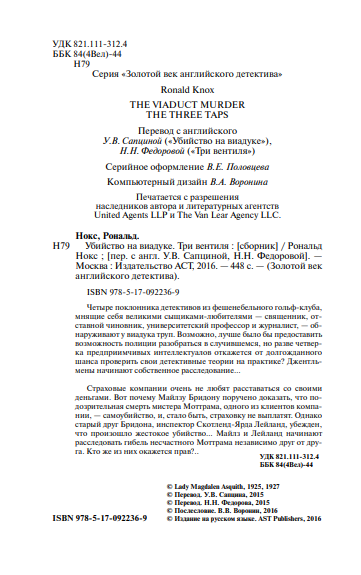 УДК 821.111-312.4
ББК 84(4Вел)-44
Н79
Серия «Золотой век английского детектива»
Ronald Knox
THE VIADUCT MURDER
THE THREE TAPS
Перевод с английского
У.В. Сапциной («Убийство на виадуке»),
Н.Н. Федоровой («Три вентиля»)
Серийное оформление В.Е. Половцева
Компьютерный дизайн В.А. Воронина
Печатается с разрешения
наследников автора и литературных агентств
United Agents LLP и The Van Lear Agency LLC.
Нокс, Рональд.
Н79 Убийство на виадуке. Три вентиля : [сборник] / Рональд
Нокс ; [пер. с англ. У.В. Сапциной, Н.Н. Федоровой]. —
Москва : Издательство АСТ, 2016. — 448 с. — (Золотой век
английского детектива).
ISBN 978-5-17-092236-9
Четыре поклонника детективов из фешенебельного гольф-клуба,
мнящие себя великими сыщиками-любителями — священник, от-
ставной чиновник, университетский профессор и журналист, — об-
наруживают у виадука труп. Возможно, лучше было бы предоставить
возможность полиции разобраться в случившемся, но разве четвер-
ка предприимчивых интеллектуалов откажется от долгожданного
шанса проверить свои детективные теории на практике? Джентль-
мены начинают собственное расследование...
Страховые компании очень не любят расставаться со своими
деньгами. Вот почему Майлзу Бридону поручено доказать, что по-
дозрительная смерть мистера Моттрама, одного из клиентов компа-
нии, — самоубийство, и, стало быть, страховку не выплатят. Однако
старый друг Бридона, инспектор Скотленд-Ярда Лейланд, убежден,
что произошло жестокое убийство... Майлз и Лейланд начинают
расследовать гибель несчастного Моттрама независимо друг от дру-
га. Кто же из них окажется прав?..
УДК 821.111-312.4
ББК 84(4Вел)-44
© Lady Magdalen Asquith, 1925, 1927
© Перевод. У.В. Сапцина, 2015
© Перевод. Н.Н. Федорова, 2015
© Послесловие. В.В. Воронин, 2016
ISBN 978-5-17-092236-9 © Издание на русском языке. AST Publishers, 2016